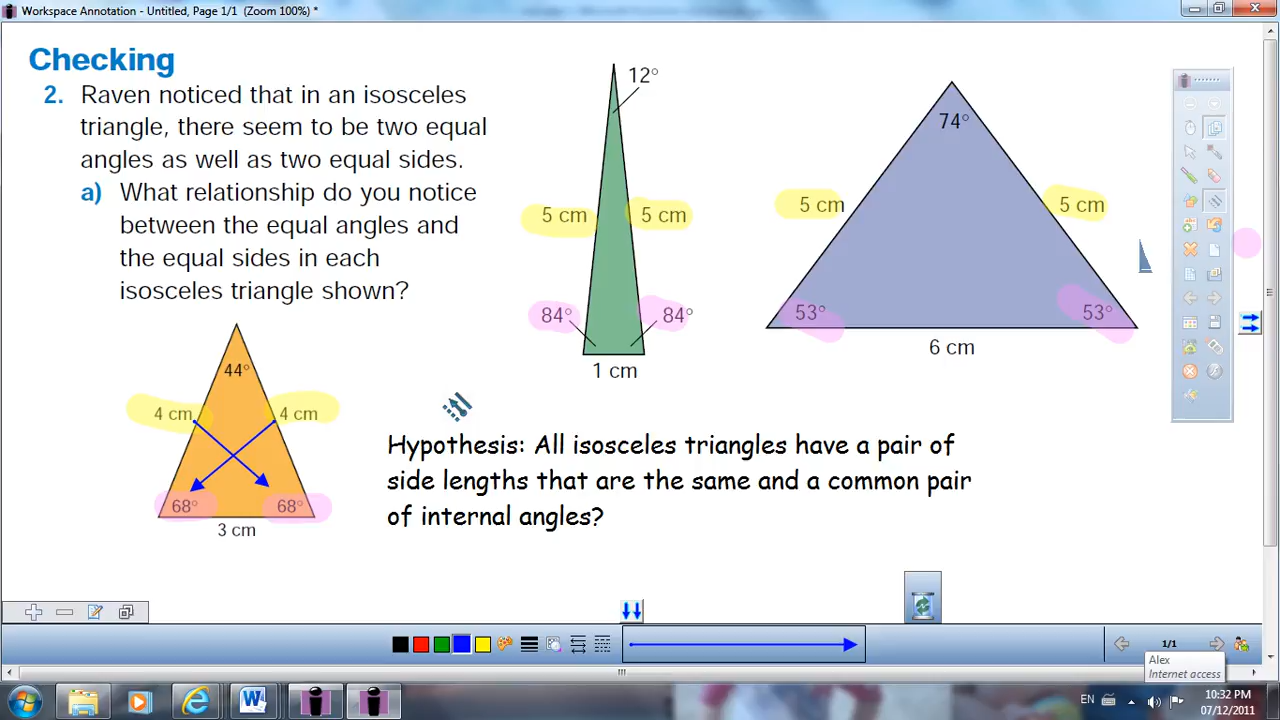 Workspace Annotation - Untitled, Page 1/1 (Zoom 100%) *
Checking
2. Raven noticed that in an isosceles
triangle, there seem to be two equal
angles as well as two equal sides.
a) What relationship do you notice
between the equal angles and
the equal sides in each
isosceles triangle shown?
12°
5 cm
5 cm
84°
84°
1 cm
74°
5 cm
5 cm
53°
53°
6 cm
44°
4 cm
4 cm
68°
68°
3 cm
Hypothesis: All isosceles triangles have a pair of
side lengths that are the same and a common pair
of internal angles?
1/1
Alex
Internet access
EN
10:32 PM
07/12/2011